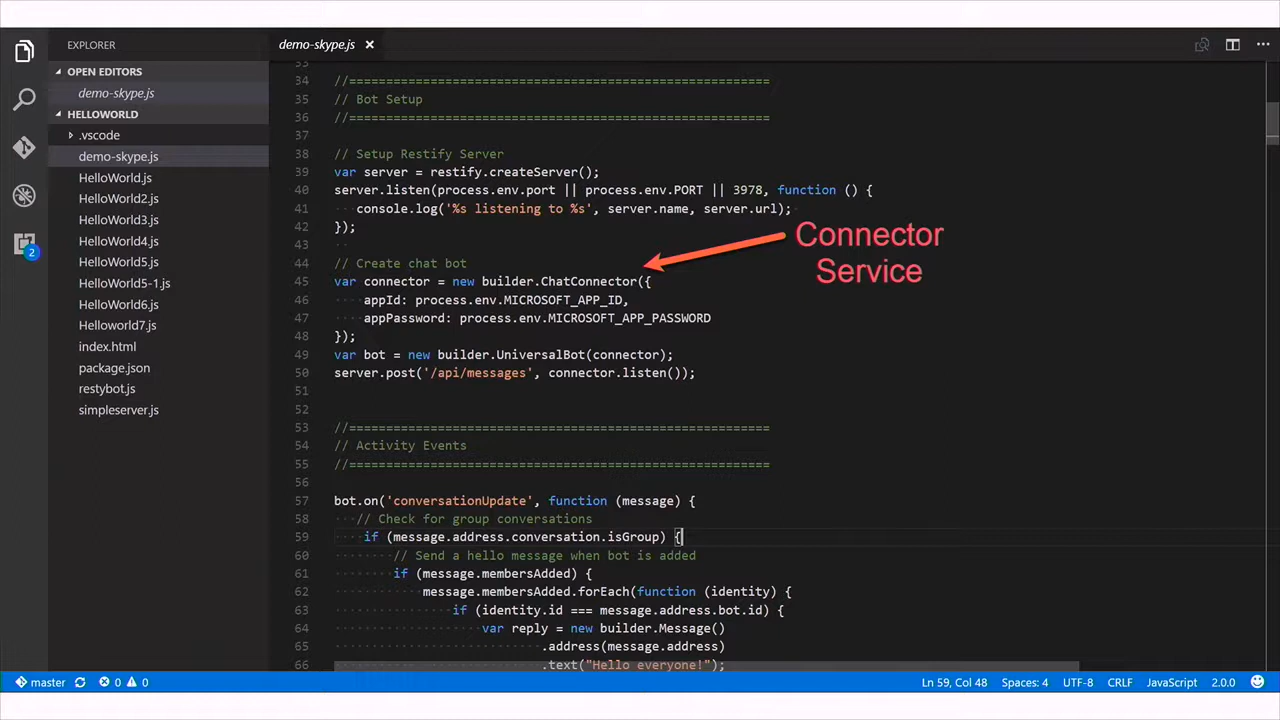 EXPLORER
demo-skype.js
OPEN EDITORS
demo-skype.js
HELLOWORLD
.vscode
demo-skype.js
HelloWorld.js
HelloWorld2.js
HelloWorld3.js
HelloWorld4.js
HelloWorld5.js
HelloWorld5-1.js
HelloWorld6.js
Helloworld7.js
index.html
package.json
restybot.js
simpleserver.js
2
33
34 //=========================================================
35 // Bot Setup
36 //=========================================================
37
38 // Setup Restify Server
39 var server = restify.createServer();
40 server.listen(process.env.port || process.env.PORT || 3978, function () {
41 console.log('%s listening to %s', server.name, server.url);
42 });
43
44 // Create chat bot
45 var connector = new builder.ChatConnector({
46 appId: process.env.MICROSOFT_APP_ID,
47 appPassword: process.env.MICROSOFT_APP_PASSWORD
48 });
49 var bot = new builder.UniversalBot(connector);
50 server.post('/api/messages', connector.listen());
51
52
53 //=========================================================
54 // Activity Events
55 //=========================================================
56
57 bot.on('conversationUpdate', function (message) {
58 // Check for group conversations
59 if (message.address.conversation.isGroup) {
60 // Send a hello message when bot is added
61 if (message.membersAdded) {
62 message.membersAdded.forEach(function (identity) {
63 if (identity.id === message.address.bot.id) {
64 var reply = new builder.Message()
65 .address(message.address)
66 .text("Hello everyone!");
Connector
Service
master 0 0 Ln 59, Col 48 Spaces: 4 UTF-8 CRLF JavaScript 2.0.0